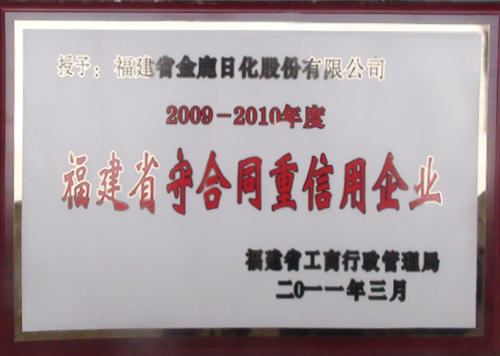 授予：福建省金鹿日化股份有限公司
2009－2010年度
福建省守合同重信用企业
福建省工商行政管理局
二〇一一年三月